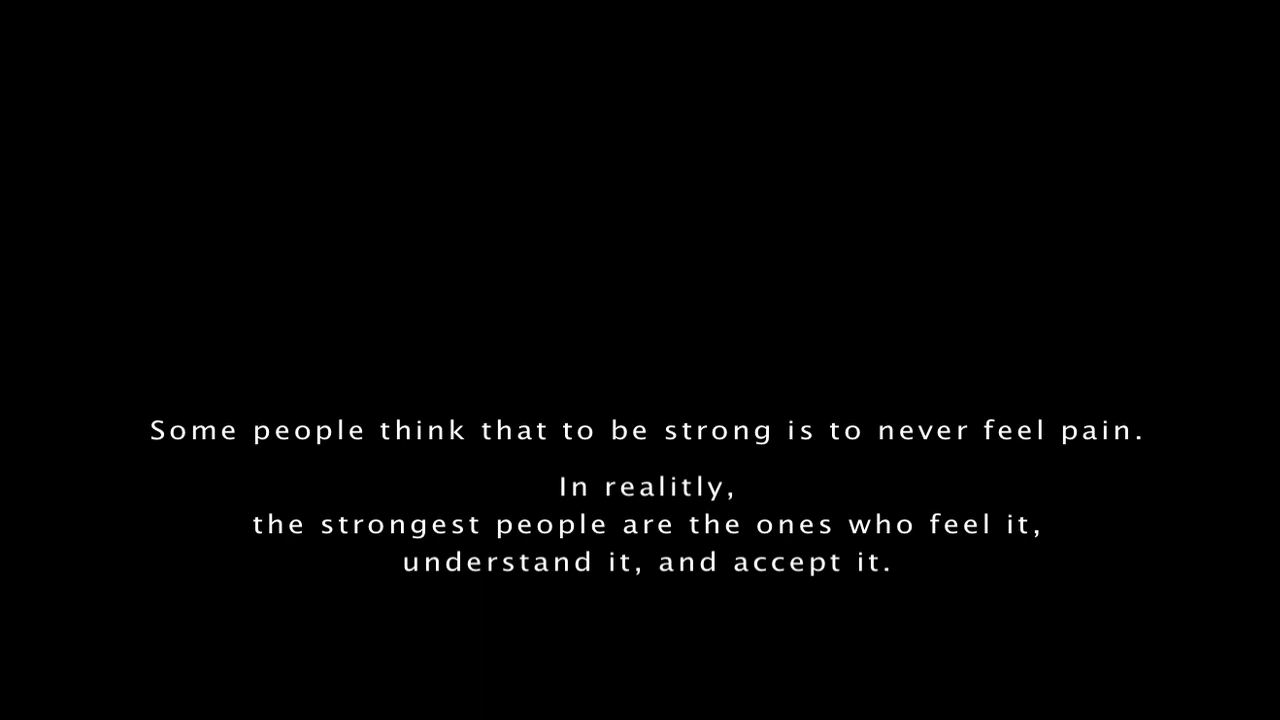 Some people think that to be strong is to never feel pain.
In realitly,
the strongest people are the ones who feel it,
understand it, and accept it.